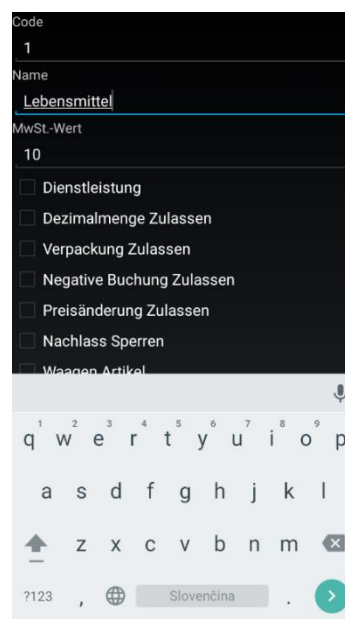 Code
1
Name
Lebensmittel
MwSt.-Wert
10
Dienstleistung
Dezimalmenge Zulassen
Verpackung Zulassen
Negative Buchung Zulassen
Preisänderung Zulassen
Nachlass Sperren
Waagen Artikel
1 2 3 4 5 6 7 8 9
q w e r t y u i o p
a s d f g h j k l
z x c v b n m
?123 , Slovenčina .